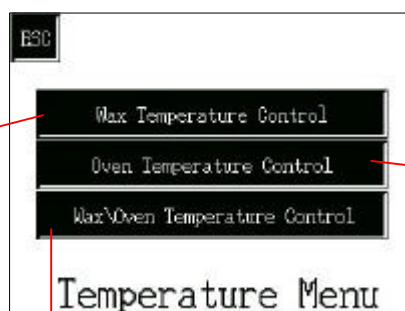 ESC
Wax Temperature Control
Oven Temperature Control
Wax\Oven Temperature Control
Temperature Menu